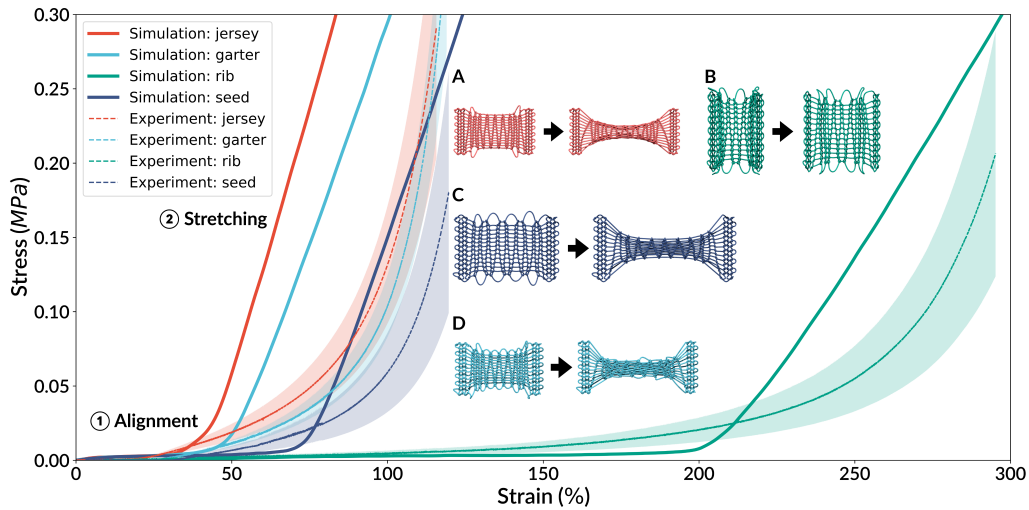 0.30
0.25
0.20
0.15
0.10
0.05
0.00
Stress (MPa)
Simulation: jersey
Simulation: garter
Simulation: rib
Simulation: seed
Experiment: jersey
Experiment: garter
Experiment: rib
Experiment: seed
A
B
② Stretching
C
D
① Alignment
0
50
100
150
200
250
300
Strain (%)